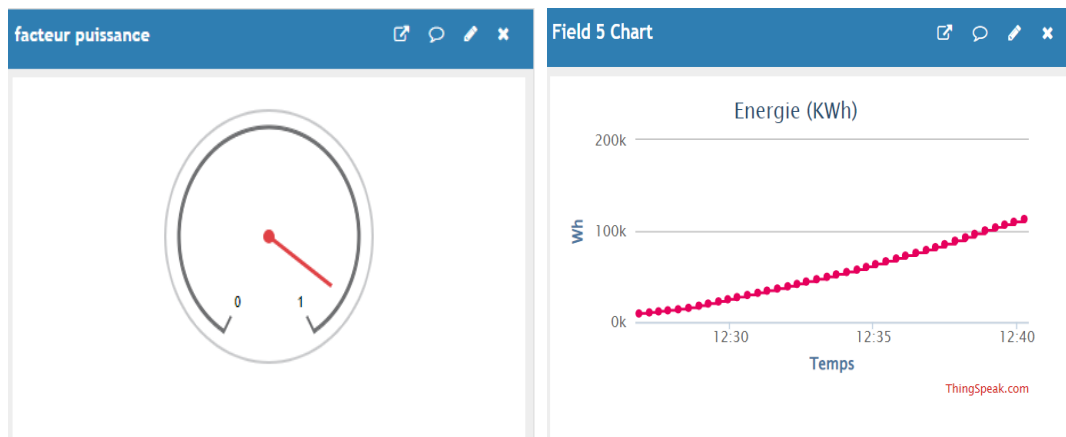 facteur puissance
0 1
Field 5 Chart
Energie (KWh)
200k
100k
0k
Wh
12:30 12:35 12:40
Temps
ThingSpeak.com